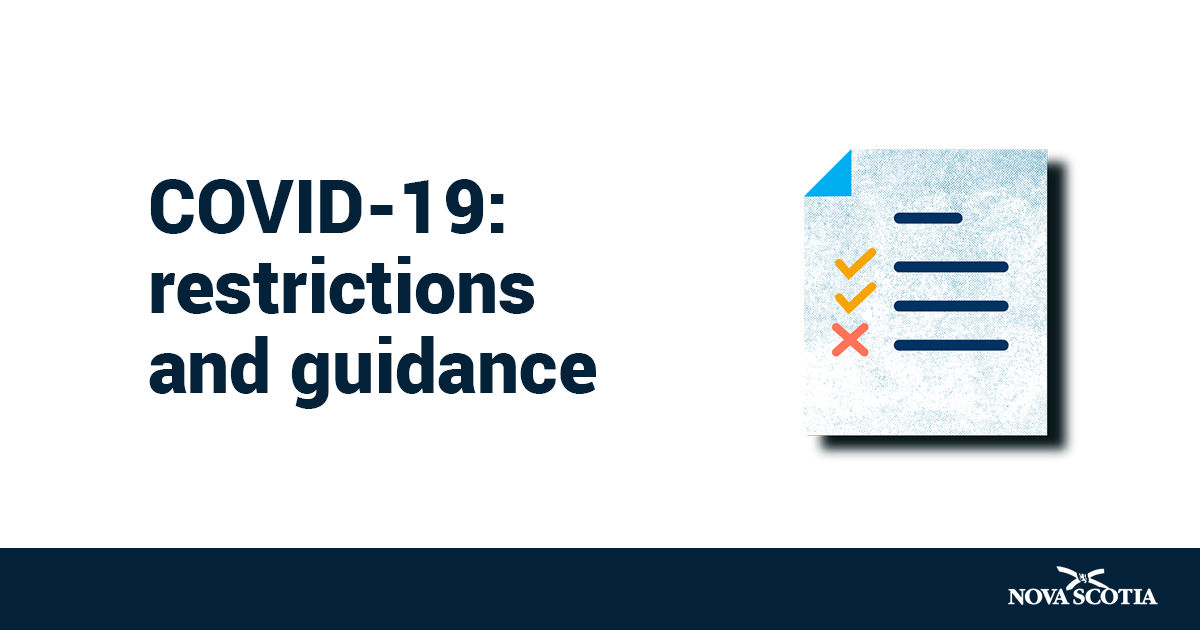 COVID-19:
restrictions
and guidance
NOVA SCOTIA